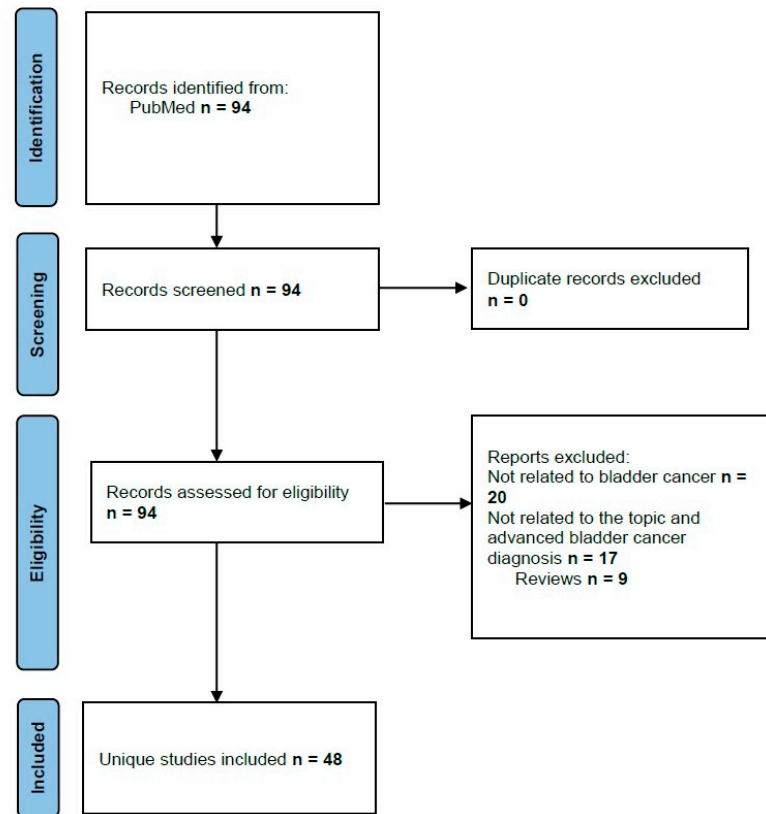 Identification
Records identified from:
PubMed n = 94
Screening
Records screened n = 94
Duplicate records excluded
n = 0
Eligibility
Records assessed for eligibility
n = 94
Reports excluded:
Not related to bladder cancer n =
20
Not related to the topic and
advanced bladder cancer
diagnosis n = 17
Reviews n = 9
Included
Unique studies included n = 48